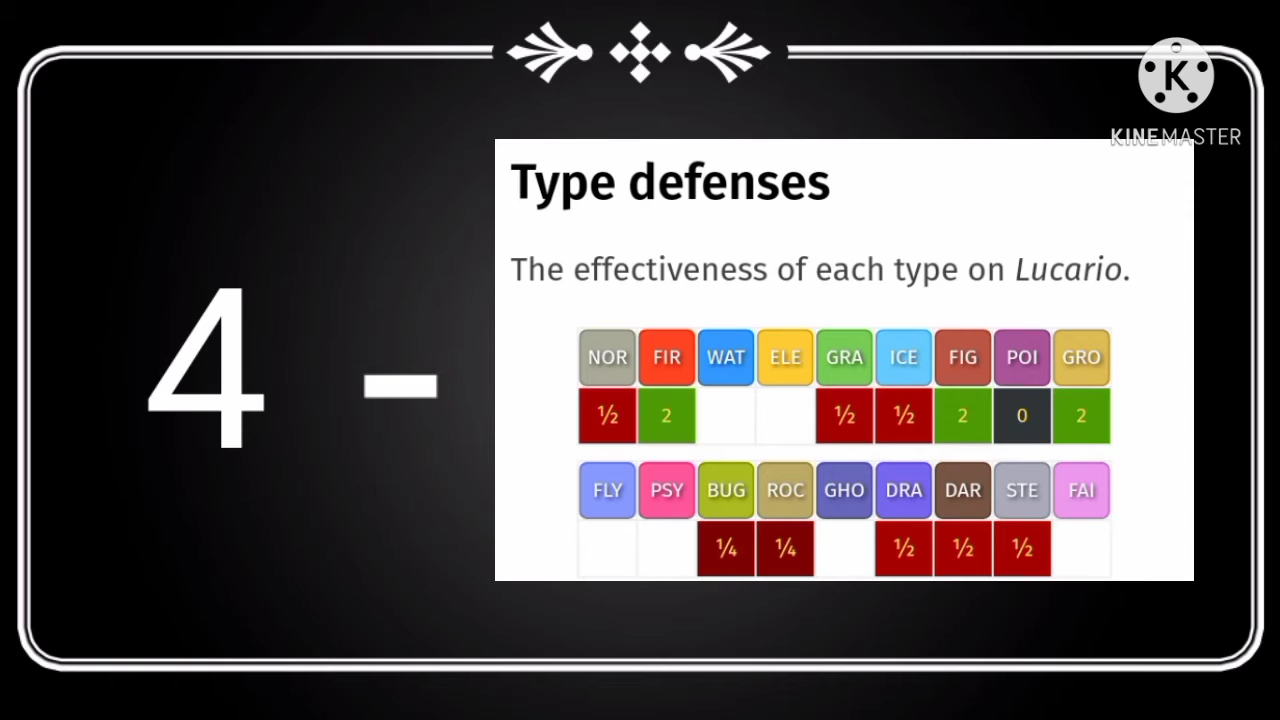 K
KINEMASTER
4 -
Type defenses
The effectiveness of each type on Lucario.
NOR FIR WAT ELE GRA ICE FIG POI GRO
½ 2 ½ ½ 2 0 2
FLY PSY BUG ROC GHO DRA DAR STE FAI
¼ ¼ ½ ½ ½